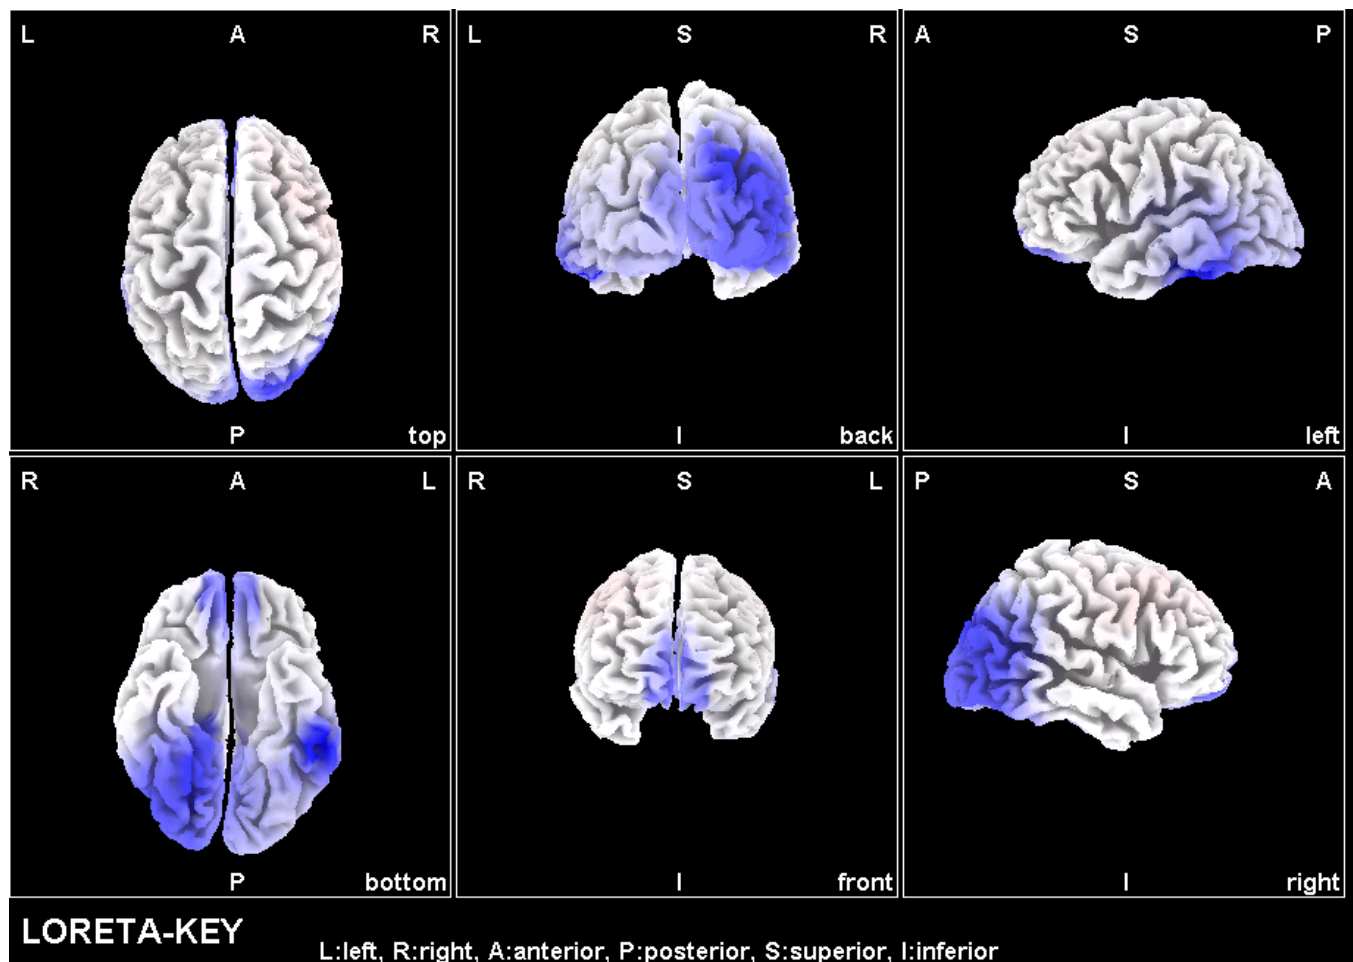 L A R
P top
L S R
I back
A S P
I left
R A L
P bottom
R S L
I front
P S A
I right
LORETA-KEY
L:left, R:right, A:anterior, P:posterior, S:superior, I:inferior